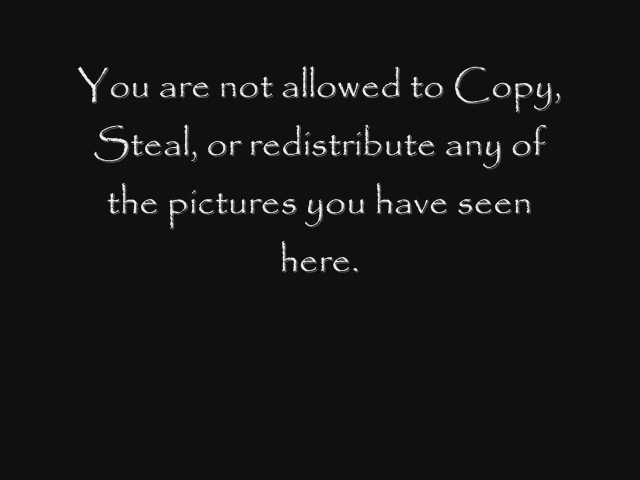 You are not allowed to Copy,
Steal, or redistribute any of
the pictures you have seen
here.